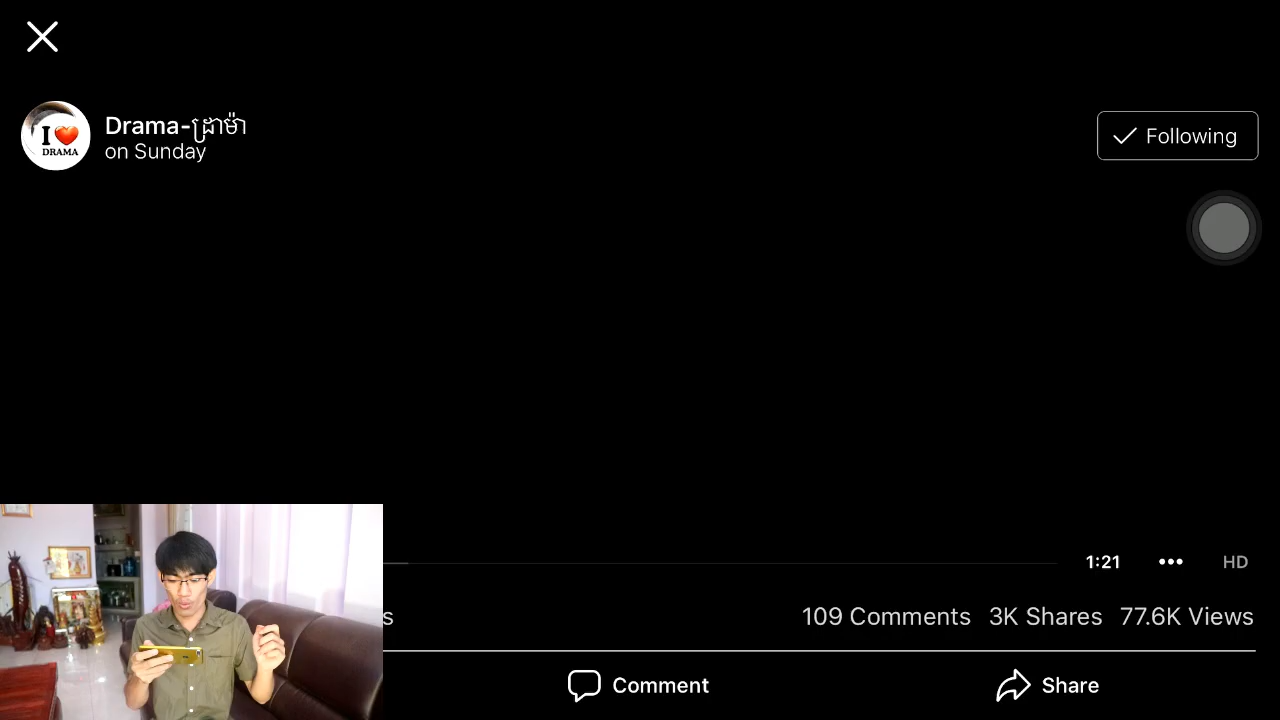 I ❤ DRAMA
Drama-ដ្រាម៉ា
on Sunday
Following
1:21
HD
s
109 Comments 3K Shares 77.6K Views
Comment
Share